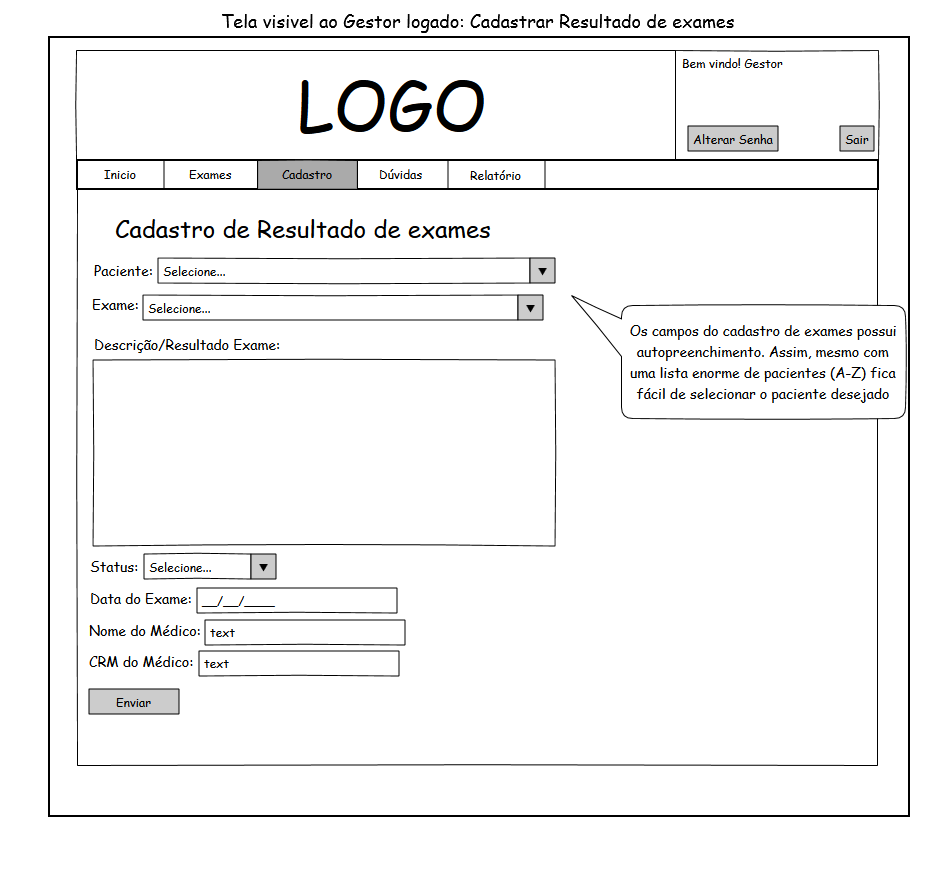 Tela visivel ao Gestor logado: Cadastrar Resultado de exames
LOGO
Bem vindo! Gestor
Alterar Senha
Sair
Inicio
Exames
Cadastro
Dúvidas
Relatório
Cadastro de Resultado de exames
Paciente: Selecione... ▼
Exame: Selecione... ▼
Os campos do cadastro de exames possui
autopreenchimento. Assim, mesmo com
uma lista enorme de pacientes (A-Z) fica
fácil de selecionar o paciente desejado
Descrição/Resultado Exame:
Status: Selecione... ▼
Data do Exame: __/__/____
Nome do Médico: text
CRM do Médico: text
Enviar